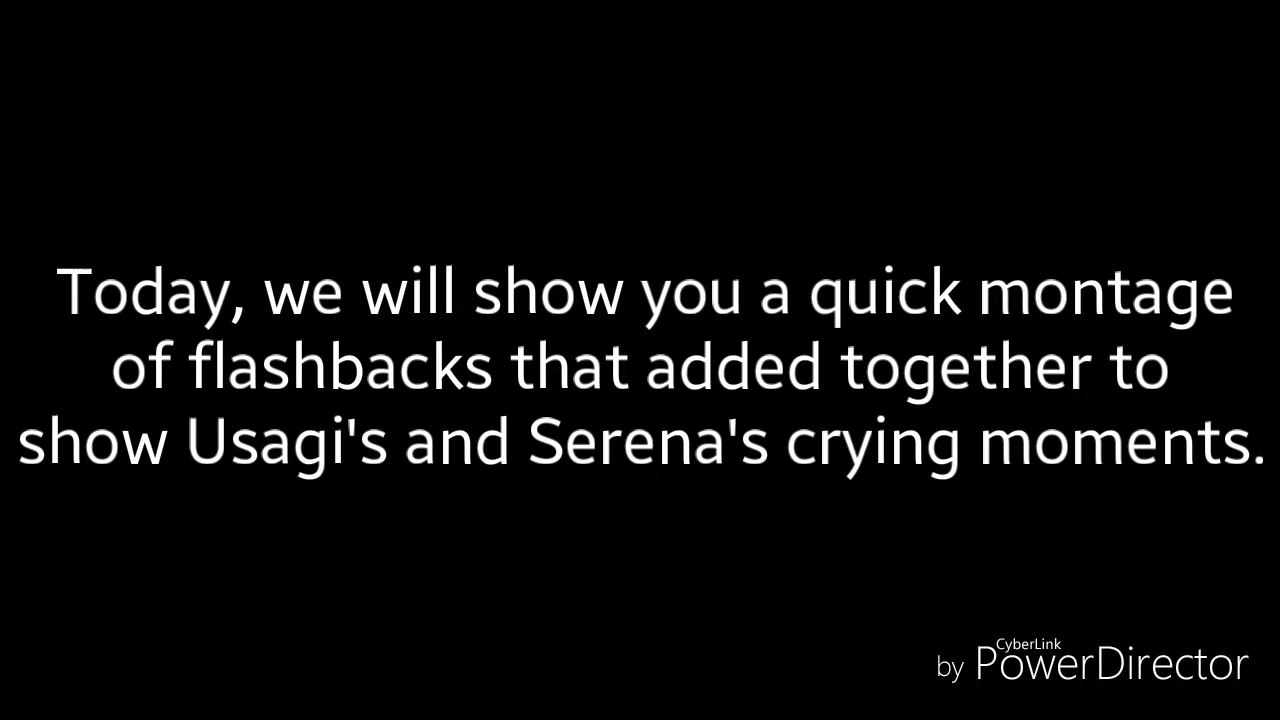 Today, we will show you a quick montage
of flashbacks that added together to
show Usagi's and Serena's crying moments.
CyberLink
by PowerDirector